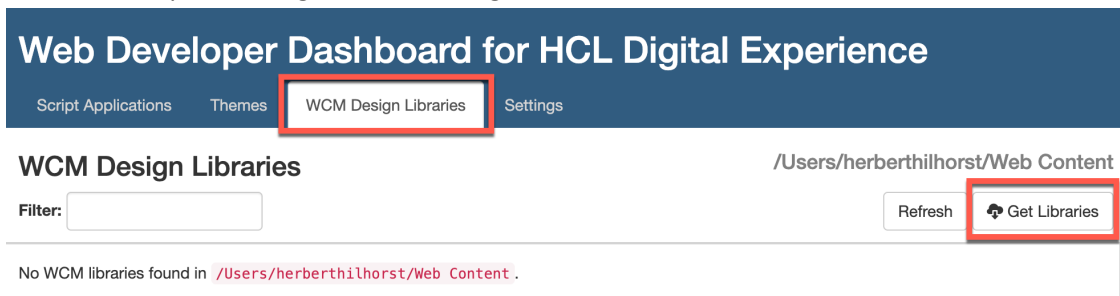 Web Developer Dashboard for HCL Digital Experience
Script Applications Themes WCM Design Libraries Settings
WCM Design Libraries /Users/herberthilhorst/Web Content
Filter: Refresh Get Libraries
No WCM libraries found in /Users/herberthilhorst/Web Content.